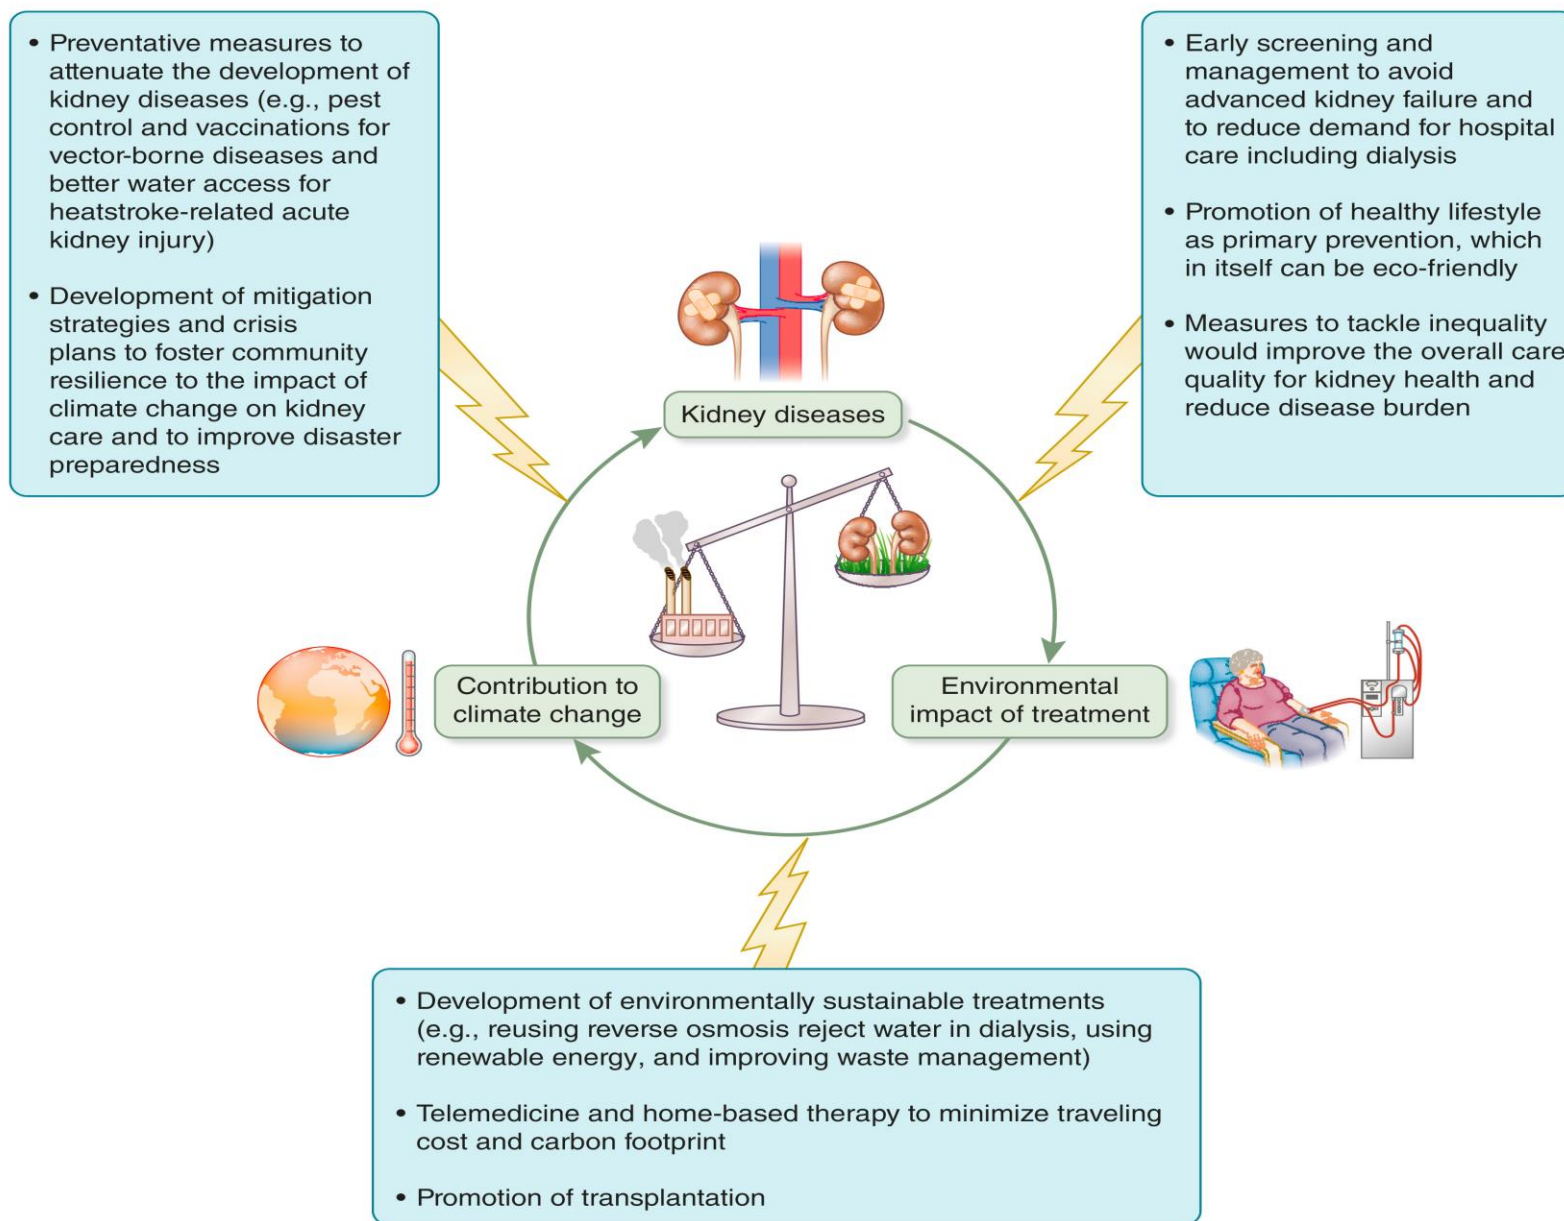 • Preventative measures to
attenuate the development of
kidney diseases (e.g., pest
control and vaccinations for
vector-borne diseases and
better water access for
heatstroke-related acute
kidney injury)
• Development of mitigation
strategies and crisis
plans to foster community
resilience to the impact of
climate change on kidney
care and to improve disaster
preparedness
• Early screening and
management to avoid
advanced kidney failure and
to reduce demand for hospital
care including dialysis
• Promotion of healthy lifestyle
as primary prevention, which
in itself can be eco-friendly
• Measures to tackle inequality
would improve the overall care
quality for kidney health and
reduce disease burden
Kidney diseases
Contribution to
climate change
Environmental
impact of treatment
• Development of environmentally sustainable treatments
(e.g., reusing reverse osmosis reject water in dialysis, using
renewable energy, and improving waste management)
• Telemedicine and home-based therapy to minimize traveling
cost and carbon footprint
• Promotion of transplantation